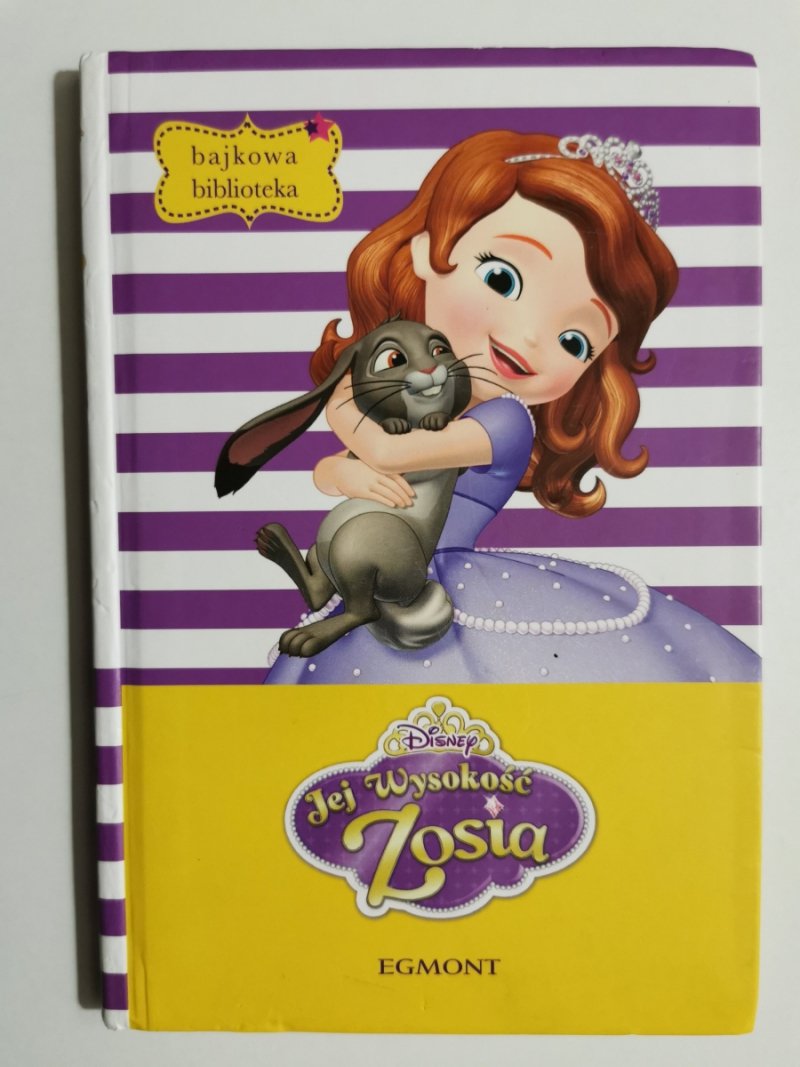 bajkowa
biblioteka
Disney
Jej Wysokość
Zosia
EGMONT